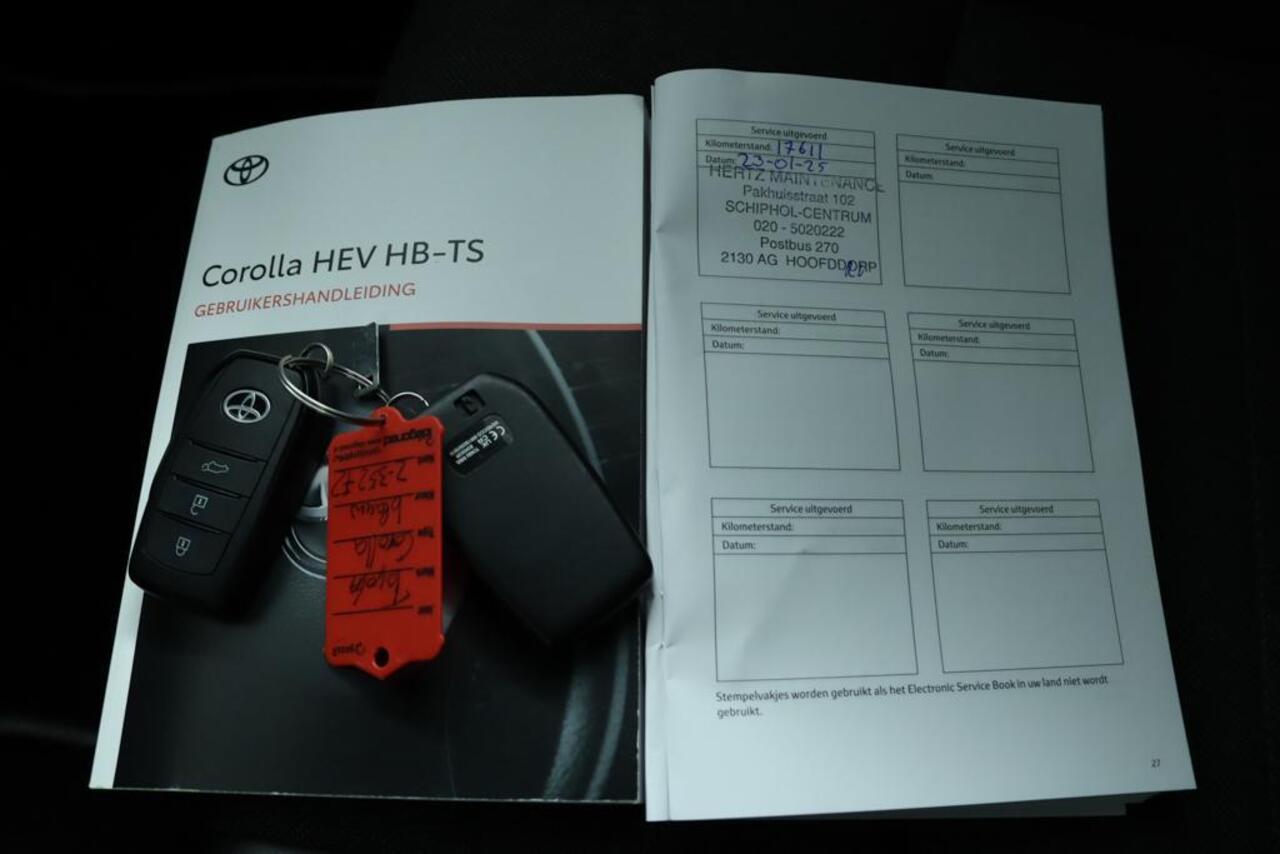 Corolla HEV HB-TS
GEBRUIKERSHANDLEIDING
Corolla
Service uitgevoerd
Kilometerstand: 17611
Datum: 23-01-25
HERTZ MAINTENANCE
Pakhuisstraat 102
SCHIPHOL-CENTRUM
020 - 5020222
Postbus 270
2130 AG HOOFDDORP
Service uitgevoerd
Kilometerstand:
Datum:
Service uitgevoerd
Kilometerstand:
Datum:
Service uitgevoerd
Kilometerstand:
Datum:
Service uitgevoerd
Kilometerstand:
Datum:
Service uitgevoerd
Kilometerstand:
Datum:
Stempelvakjes worden gebruikt als het Electronic Service Book in uw land niet wordt
gebruikt.
27